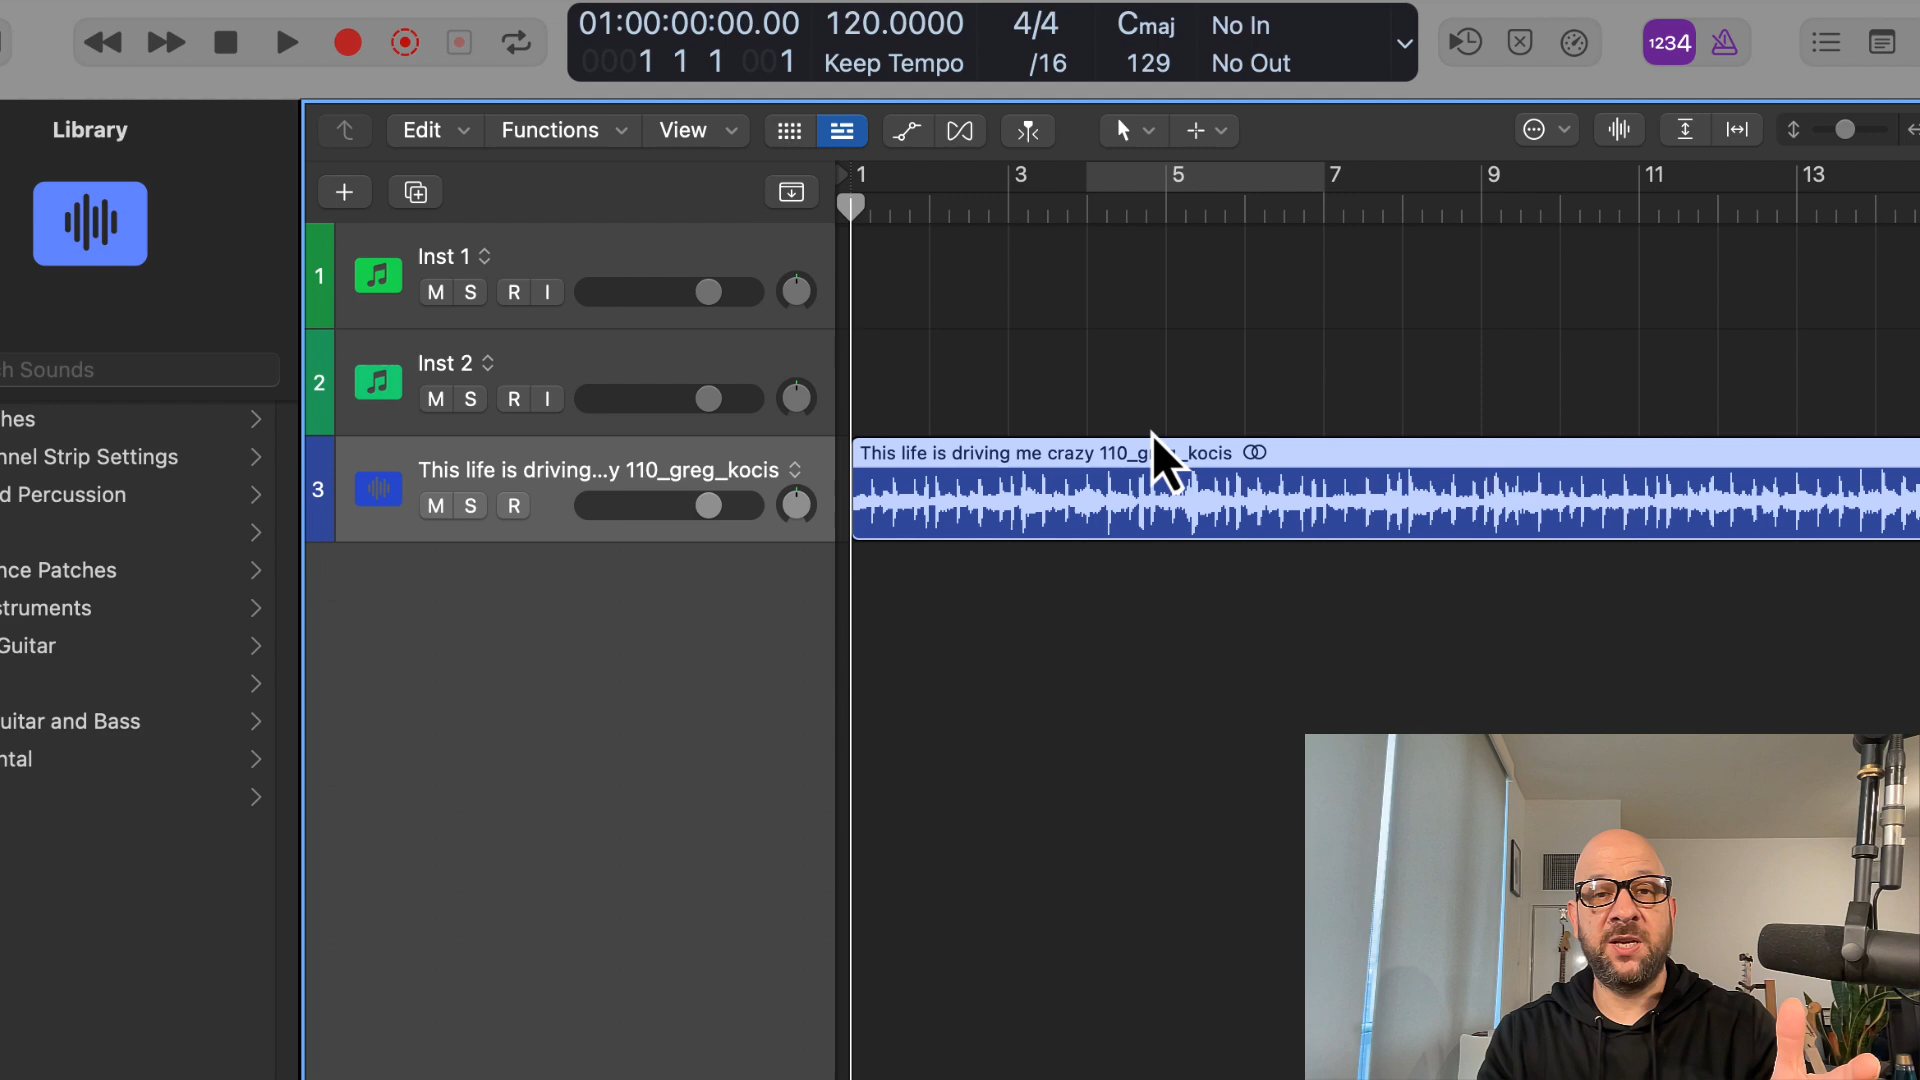 01:00:00:00.00
120.0000
4/4
Cmaj
No In
0001 1 1 001
Keep Tempo
/16
129
No Out
1234
Library
Edit
Functions
View
1
3
5
7
9
11
13
1
Inst 1
M S R I
2
Inst 2
M S R I
3
This life is driving...y 110_greg_kocis
M S R
This life is driving me crazy 110_g kocis
h Sounds
hes
nnel Strip Settings
d Percussion
nce Patches
struments
Guitar
uitar and Bass
ntal